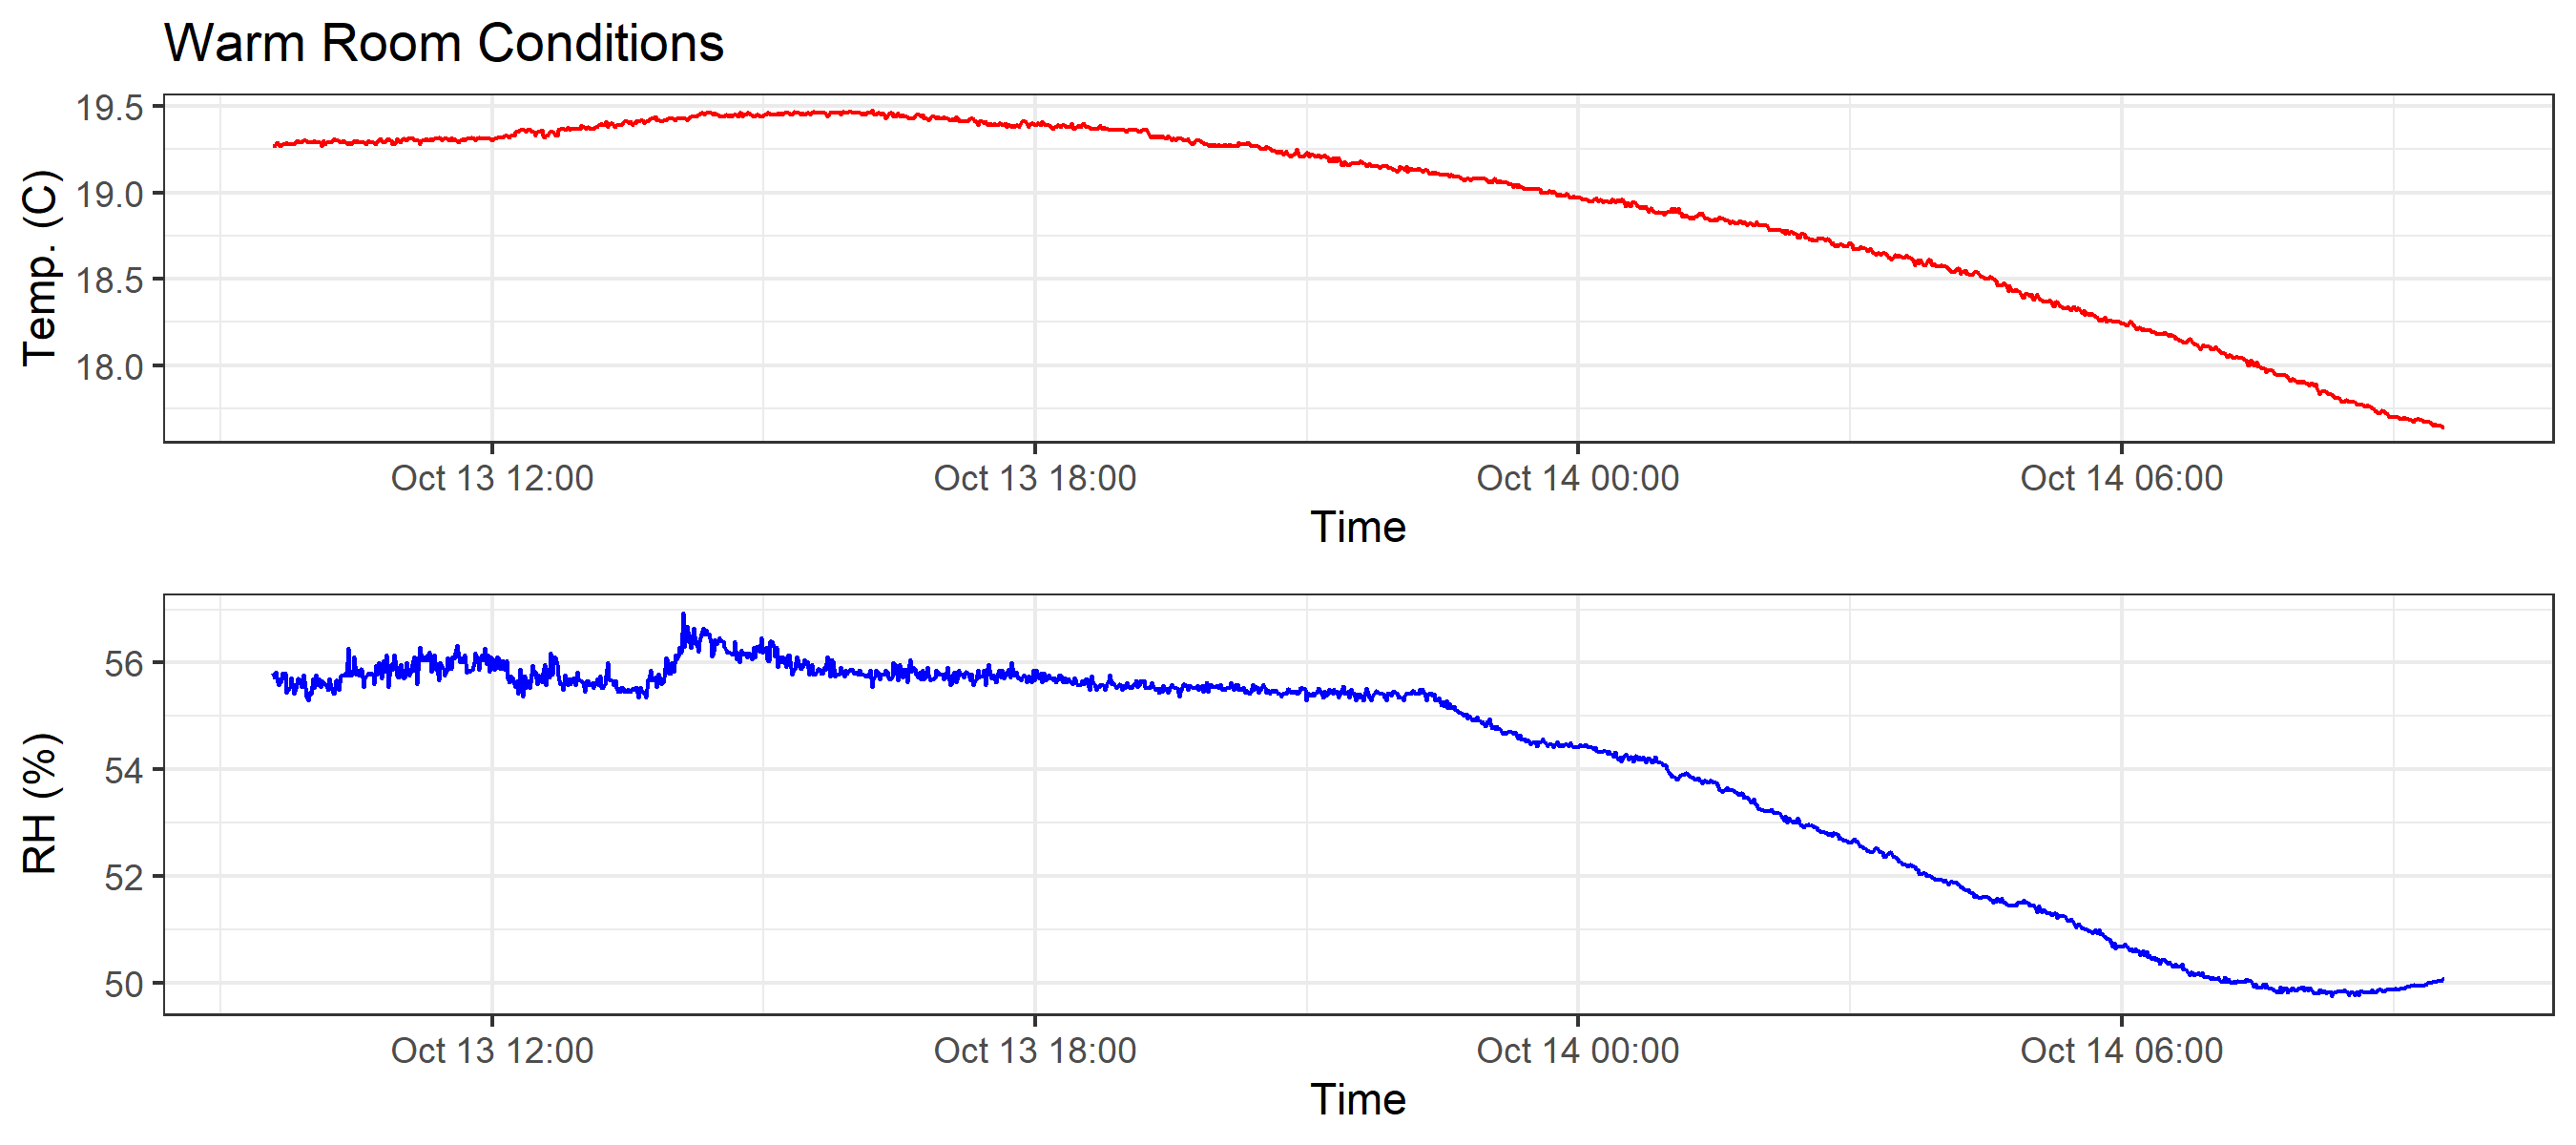 Warm Room Conditions
19.5
19.0
18.5
18.0
Temp. (C)
Oct 13 12:00 Oct 13 18:00 Oct 14 00:00 Oct 14 06:00
Time
56
54
52
50
RH (%)
Oct 13 12:00 Oct 13 18:00 Oct 14 00:00 Oct 14 06:00
Time